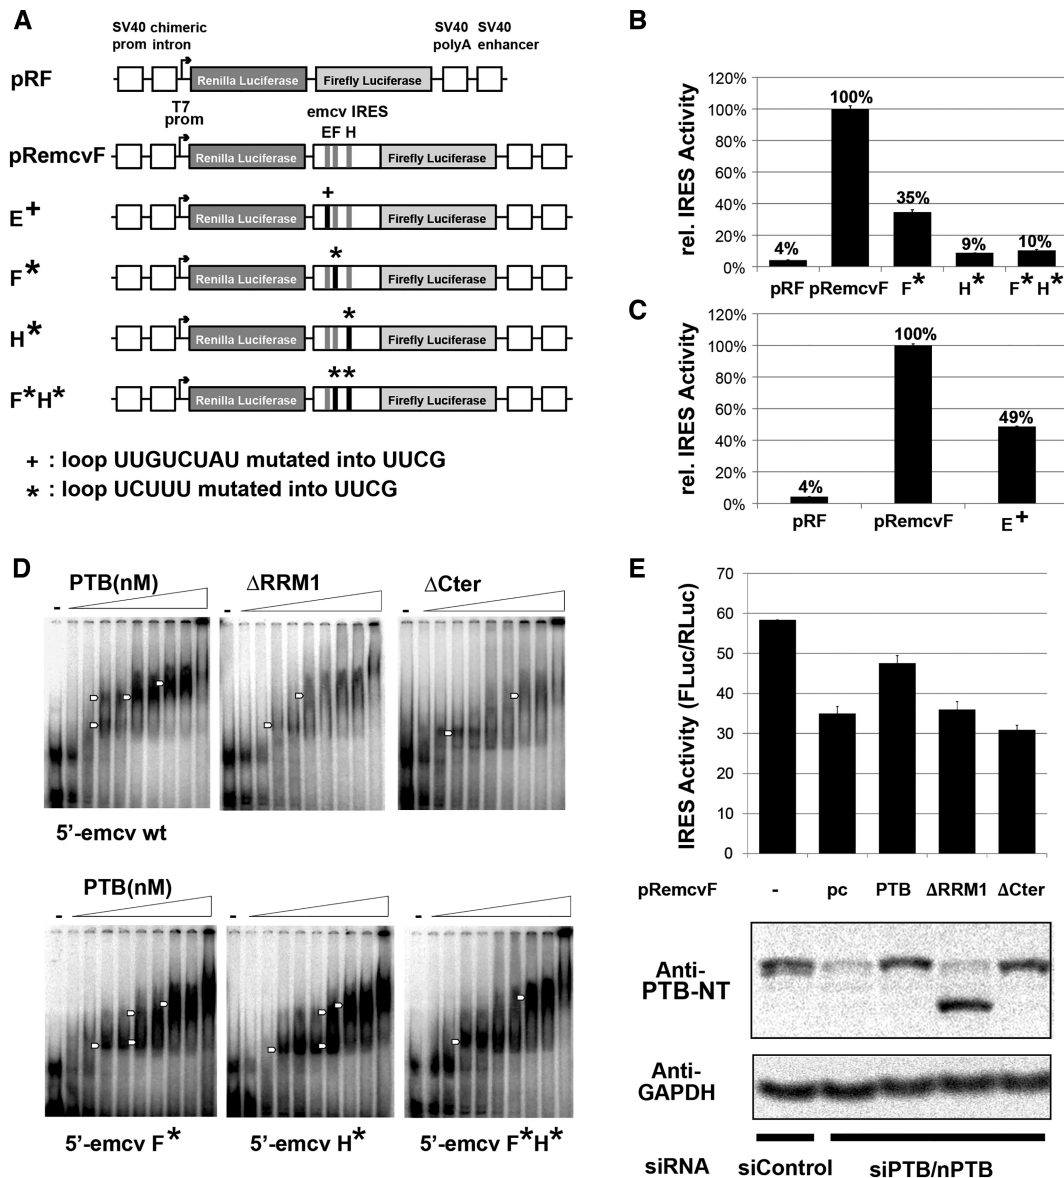 A
SV40 chimeric SV40 SV40
prom intron polyA enhancer
pRF Renilla Luciferase Firefly Luciferase
T7 emcv IRES
prom EF H
pRemcvF Renilla Luciferase Firefly Luciferase
+
E+ Renilla Luciferase Firefly Luciferase
*
F* Renilla Luciferase Firefly Luciferase
*
H* Renilla Luciferase Firefly Luciferase
**
F*H* Renilla Luciferase Firefly Luciferase
+ : loop UUGUCUAU mutated into UUCG
* : loop UCUUU mutated into UUCG
B
rel. IRES Activity
120%
100%
80%
60%
40%
20%
0%
4% 100% 35% 9% 10%
pRF pRemcvF F* H* F*H*
C
rel. IRES Activity
120%
100%
80%
60%
40%
20%
0%
4% 100% 49%
pRF pRemcvF E+
D
PTB(nM) ΔRRM1 ΔCter
- - -
5'-emcv wt
PTB(nM)
- - -
5'-emcv F* 5'-emcv H* 5'-emcv F*H*
E
IRES Activity (FLuc/RLuc)
70
60
50
40
30
20
10
0
pRemcvF - pc PTB ΔRRM1 ΔCter
Anti-
PTB-NT
Anti-
GAPDH
siRNA siControl siPTB/nPTB